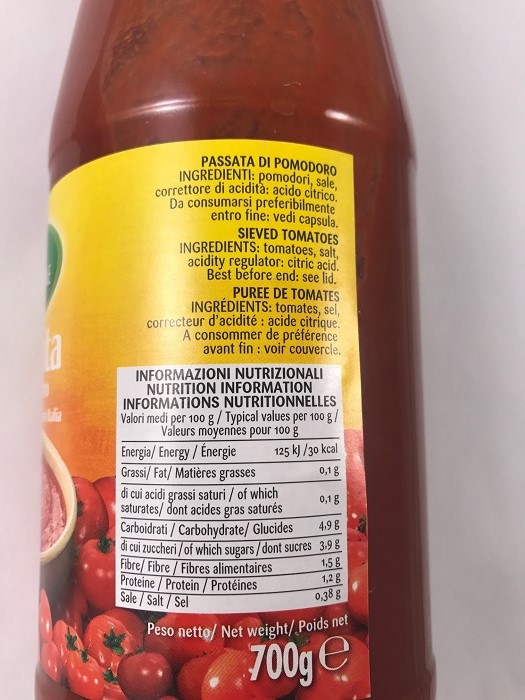 PASSATA DI POMODORO
INGREDIENTI: pomodori, sale,
correttore di acidità: acido citrico.
Da consumarsi preferibilmente
entro fine: vedi capsula.
SIEVED TOMATOES
INGREDIENTS: tomatoes, salt,
acidity regulator: citric acid.
Best before end: see lid.
PUREE DE TOMATES
INGRÉDIENTS: tomates, sel,
correcteur d'acidité : acide citrique.
A consommer de préférence
avant fin : voir couvercle.
ta
Italia
INFORMAZIONI NUTRIZIONALI
NUTRITION INFORMATION
INFORMATIONS NUTRITIONNELLES
Valori medi per 100 g / Typical values per 100 g /
Valeurs moyennes pour 100 g
Energia/ Energy / Énergie 125 kJ /30 kcal
Grassi/ Fat/ Matières grasses 0,1 g
di cui acidi grassi saturi / of which
saturates/ dont acides gras saturés 0,1 g
Carboidrati / Carbohydrate/ Glucides 4,9 g
di cui zuccheri / of which sugars / dont sucres 3,9 g
Fibre/ Fibre / Fibres alimentaires 1,5 g
Proteine / Protein / Protéines 1,2 g
Sale / Salt / Sel 0,38 g
Peso netto/ Net weight/ Poids net
700g e